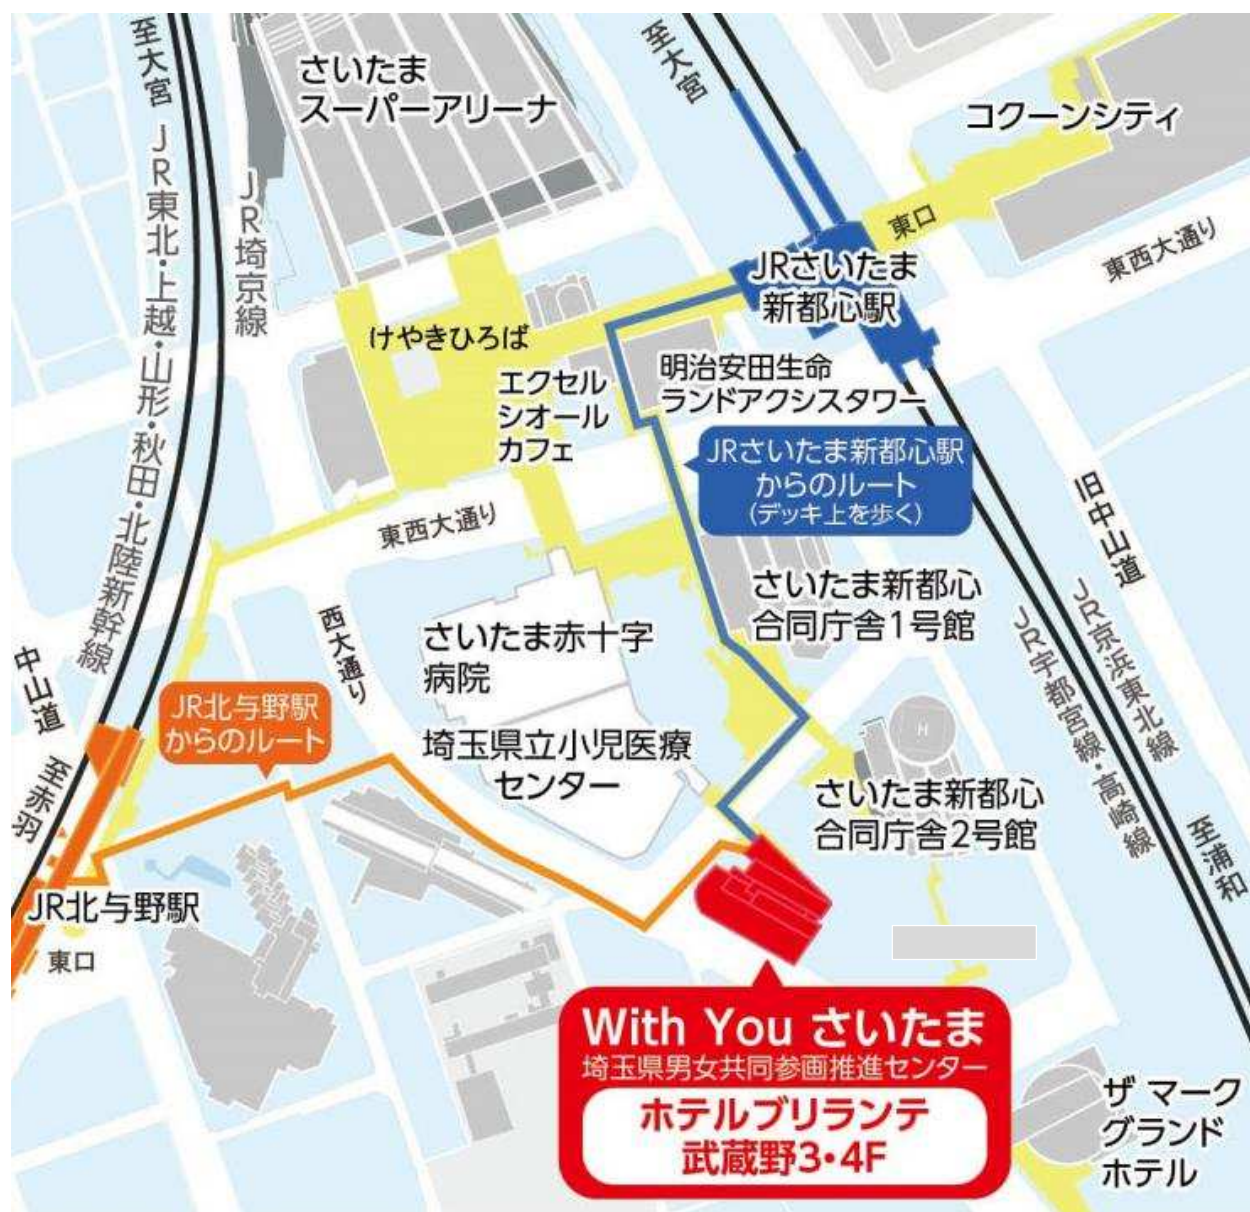 至大宮
JR東北・上越・山形・秋田・北陸新幹線
JR埼京線
さいたま
スーパーアリーナ
至大宮
コクーンシティ
東口
東西大通り
JRさいたま
新都心駅
けやきひろば
エクセル
シオール
カフェ
明治安田生命
ランドアクシスタワー
JRさいたま新都心駅
からのルート
(デッキ上を歩く)
東西大通り
旧中山道
西大通り
さいたま新都心
合同庁舎1号館
さいたま赤十字
病院
JR京浜東北線
JR宇都宮線・高崎線
中山道
至赤羽
JR北与野駅
からのルート
埼玉県立小児医療
センター
H
さいたま新都心
合同庁舎2号館
至浦和
JR北与野駅
東口
With You さいたま
埼玉県男女共同参画推進センター
ホテルブリランテ
武蔵野3・4F
ザ マーク
グランド
ホテル